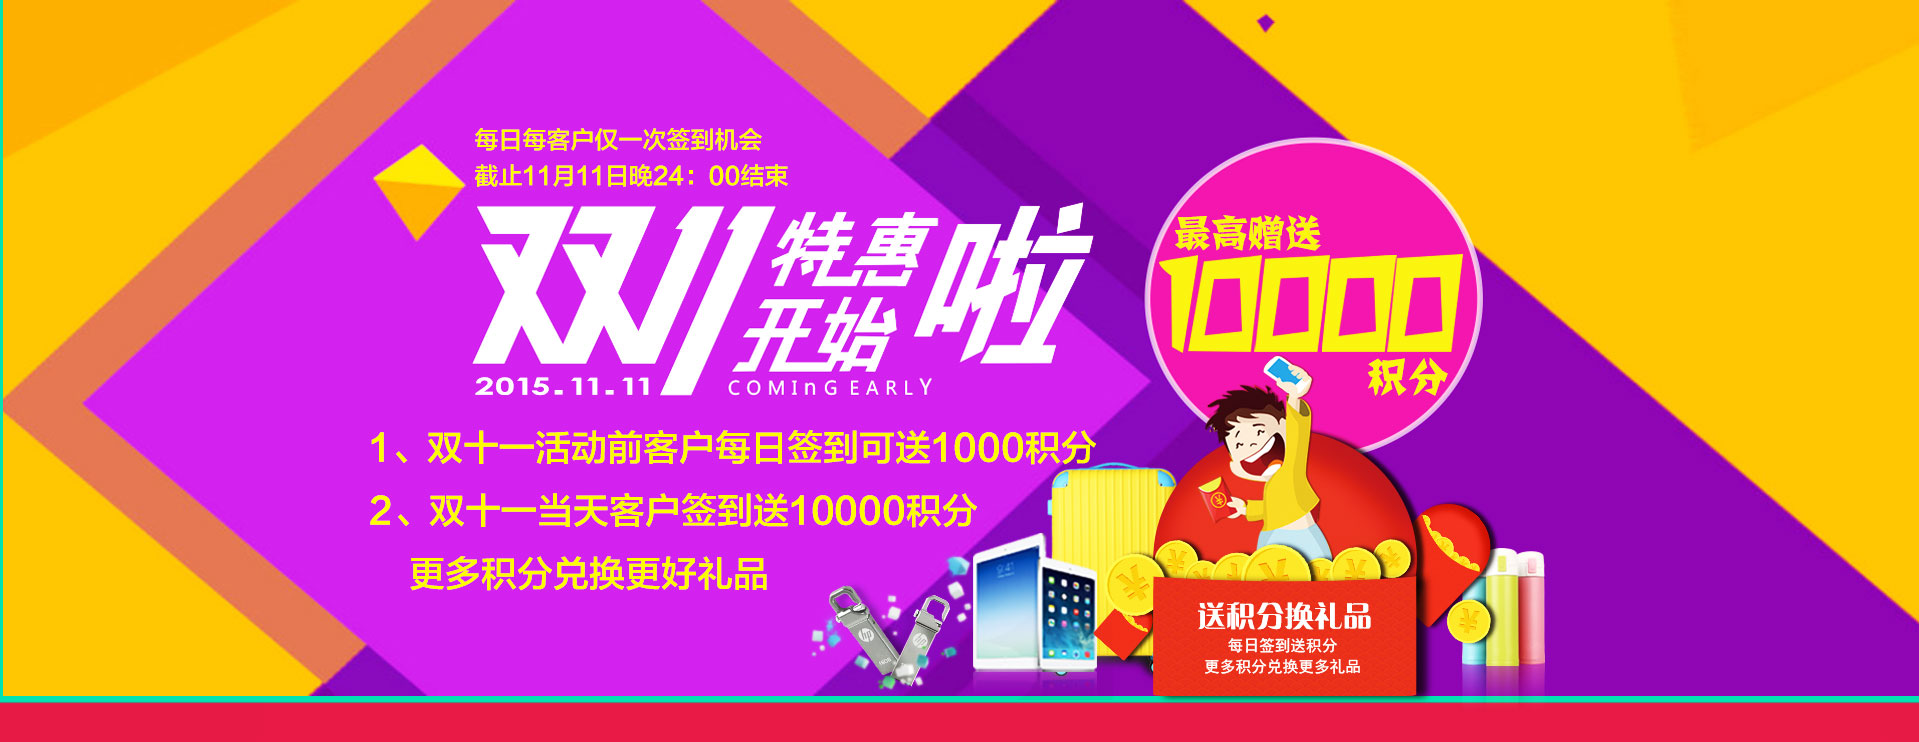 每日每客户仅一次签到机会
截止11月11日晚24：00结束
双11特惠开始啦
2015.11.11
COMInG EARLY
1、双十一活动前客户每日签到可送1000积分
2、双十一当天客户签到送10000积分
更多积分兑换更好礼品
最高赠送
10000
积分
送积分换礼品
每日签到送积分
更多积分兑换更多礼品
hp
hp